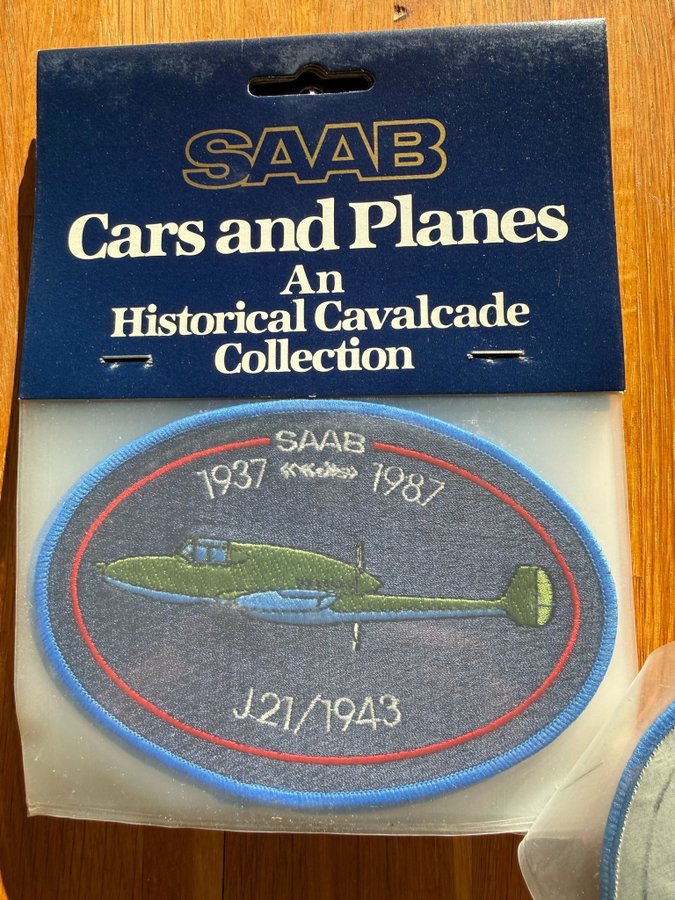 SAAB
Cars and Planes
An
Historical Cavalcade
Collection
SAAB
1937 1987
J21/1943